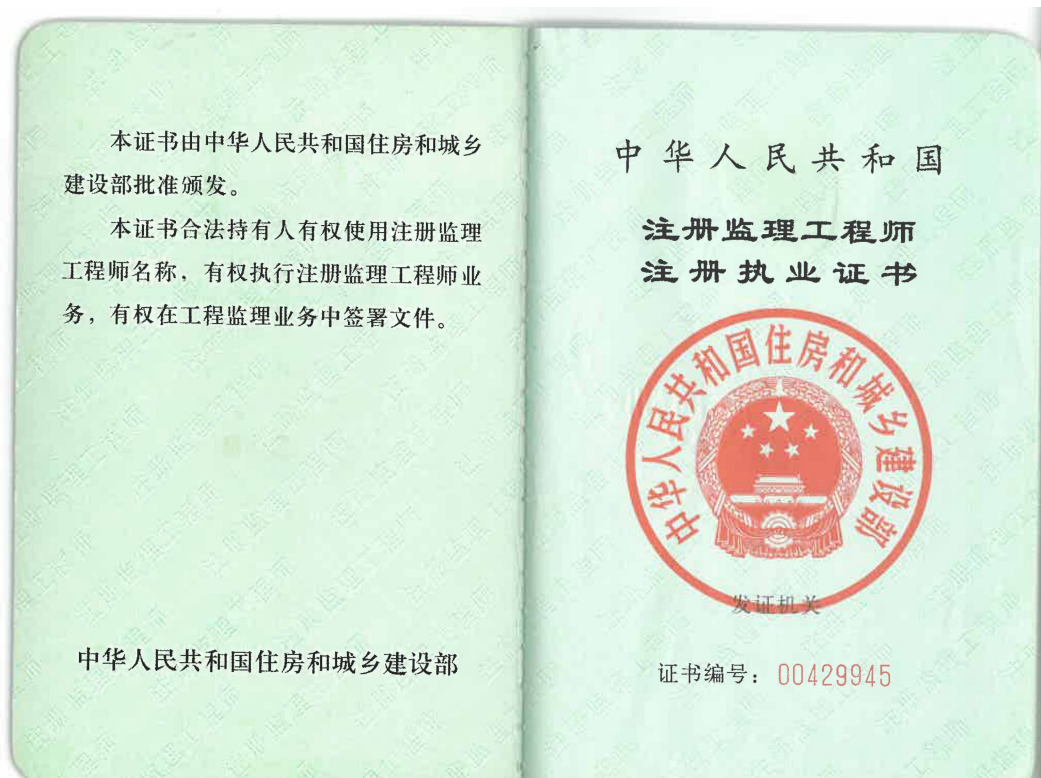 本证书由中华人民共和国住房和城乡
建设部批准颁发。
本证书合法持有人有权使用注册监理
工程师名称，有权执行注册监理工程师业
务，有权在工程监理业务中签署文件。
中华人民共和国住房和城乡建设部
中华人民共和国
注册监理工程师
注册执业证书
中华人民共和国住房和城乡建设部
发证机关
证书编号：00429945